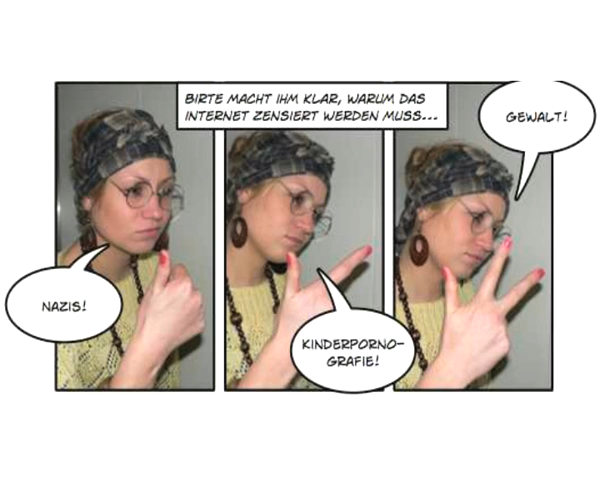 BIRTE MACHT IHM KLAR, WARUM DAS
INTERNET ZENSIERT WERDEN MUSS...
NAZIS!
KINDERPORNO-
GRAFIE!
GEWALT!